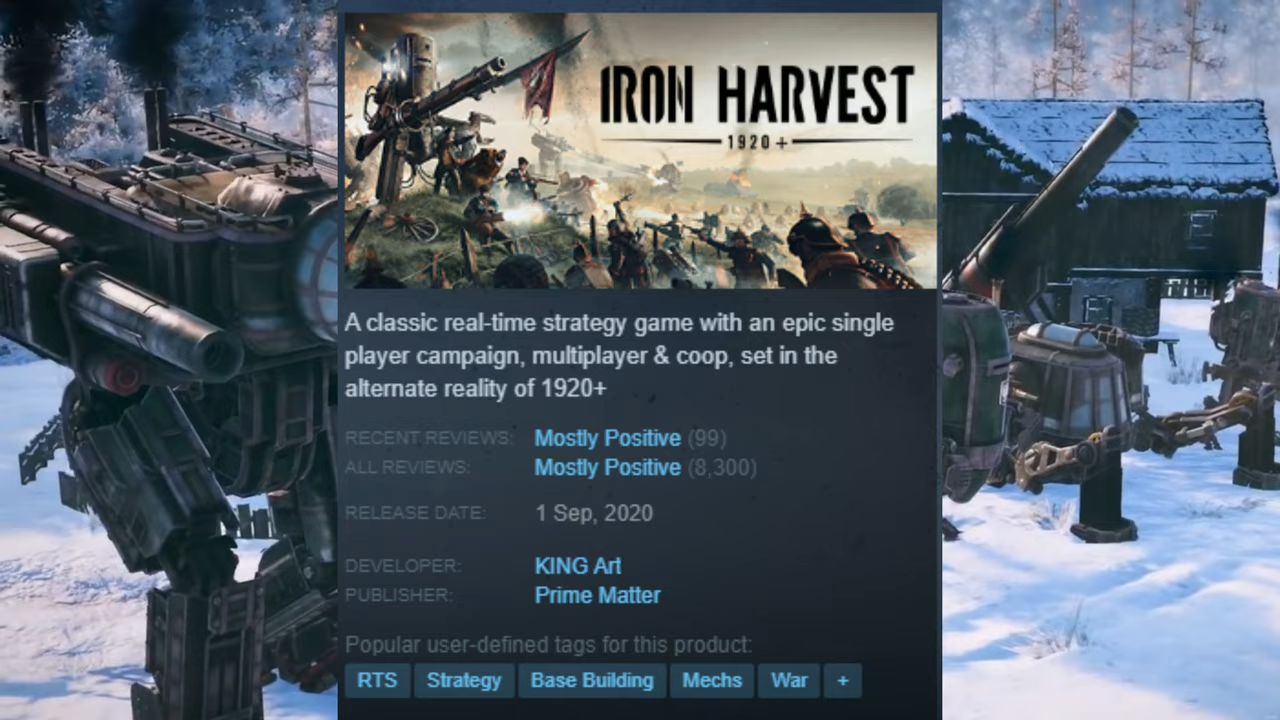 IRON HARVEST
1920+
A classic real-time strategy game with an epic single
player campaign, multiplayer & coop, set in the
alternate reality of 1920+
RECENT REVIEWS: Mostly Positive (99)
ALL REVIEWS: Mostly Positive (8,300)
RELEASE DATE: 1 Sep, 2020
DEVELOPER: KING Art
PUBLISHER: Prime Matter
Popular user-defined tags for this product:
RTS Strategy Base Building Mechs War +